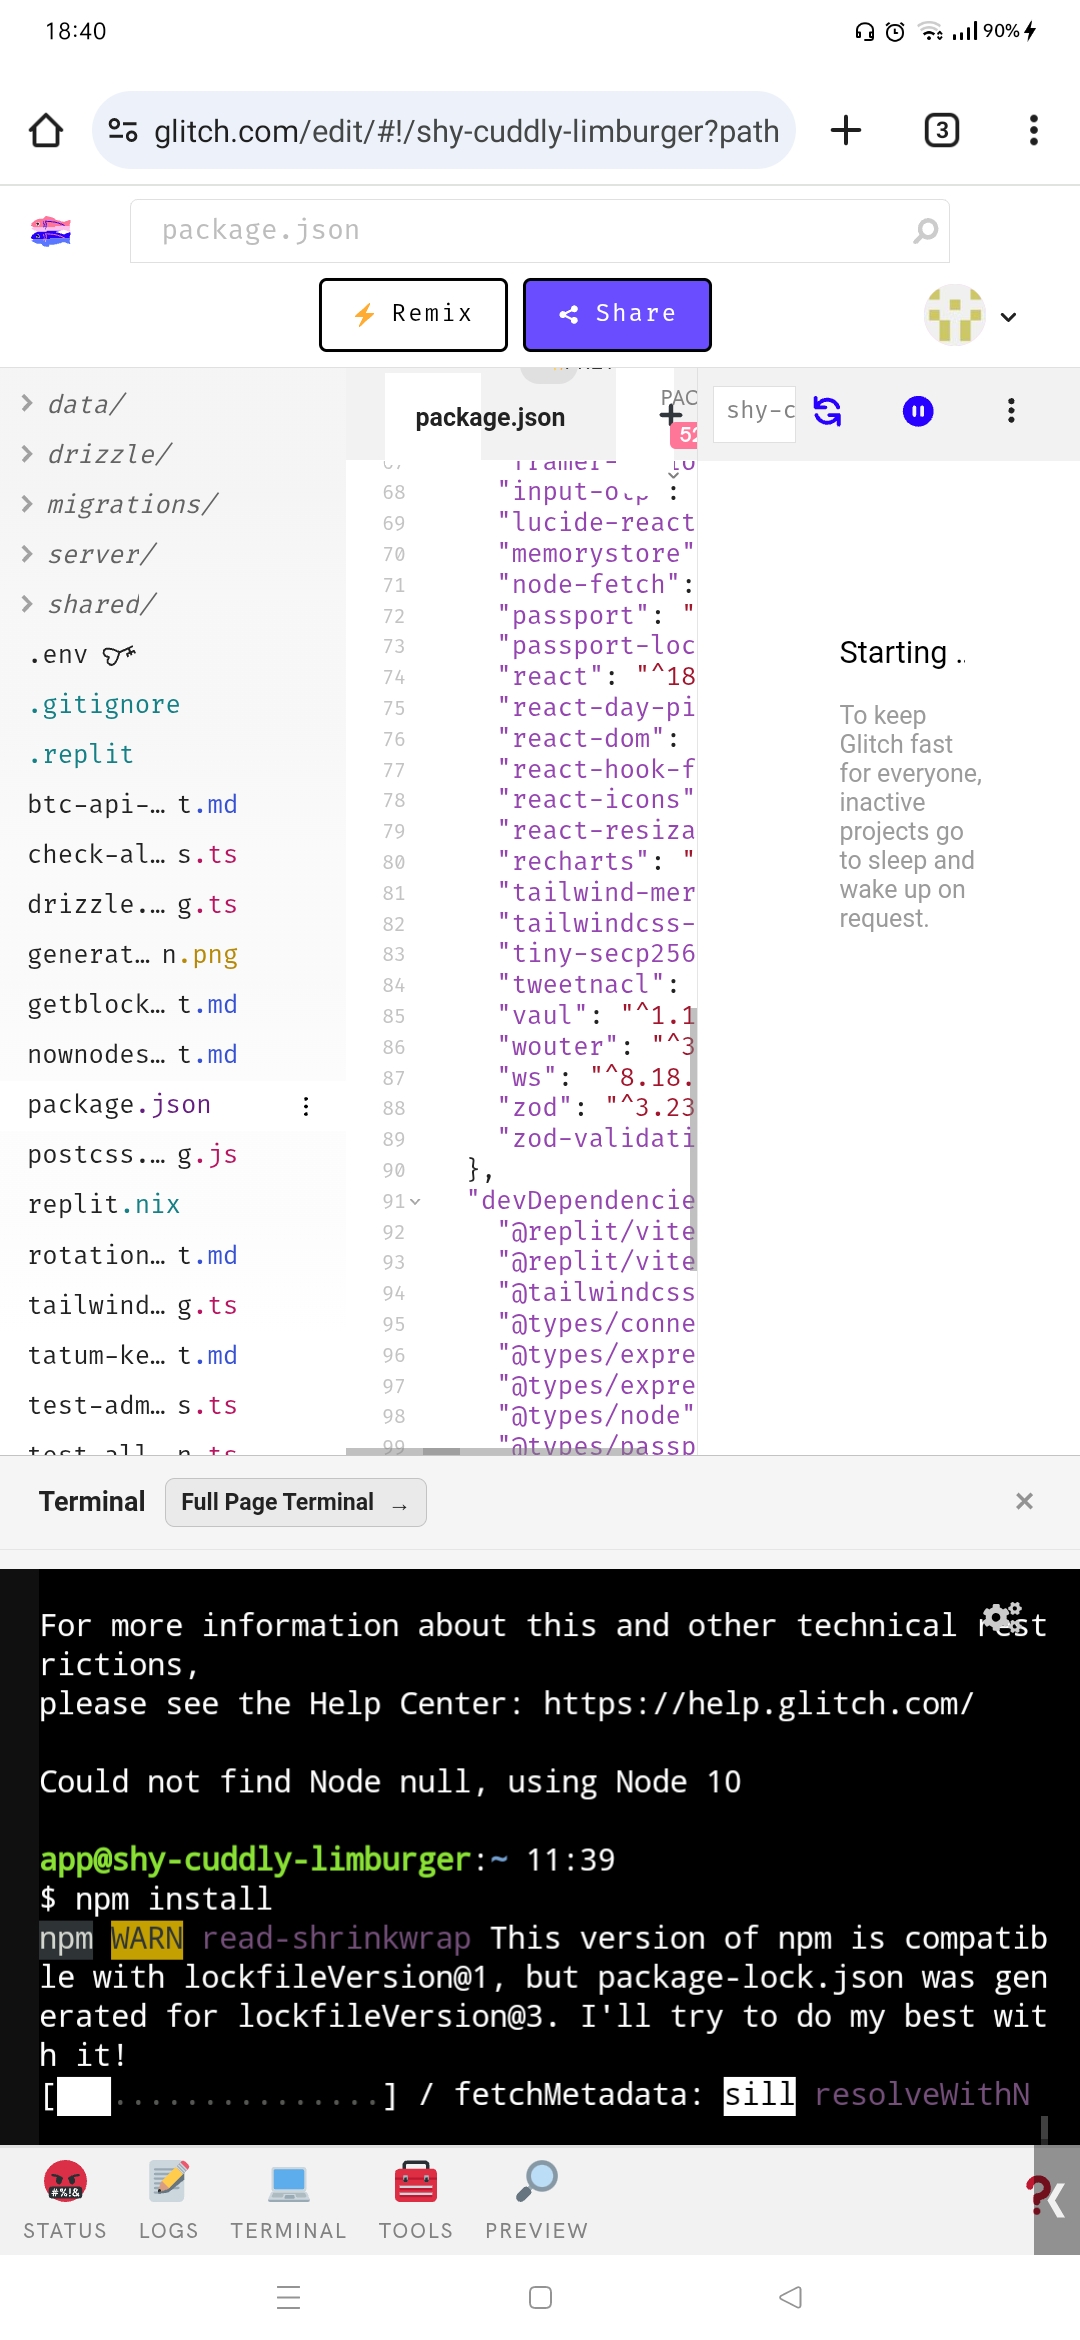 18:40
90%
glitch.com/edit/#!/shy-cuddly-limburger?path
3
package.json
Remix
Share
data/
drizzle/
migrations/
server/
shared/
.env
.gitignore
.replit
btc-api-… t.md
check-al… s.ts
drizzle.… g.ts
generat… n.png
getblock… t.md
nownodes… t.md
package.json
postcss.… g.js
replit.nix
rotation… t.md
tailwind… g.ts
tatum-ke… t.md
test-adm… s.ts
package.json
PAC
52
68 "input-o :
69 "lucide-react
70 "memorystore"
71 "node-fetch":
72 "passport": "
73 "passport-loc
74 "react": "^18
75 "react-day-pi
76 "react-dom":
77 "react-hook-f
78 "react-icons"
79 "react-resiza
80 "recharts": "
81 "tailwind-mer
82 "tailwindcss-
83 "tiny-secp256
84 "tweetnacl":
85 "vaul": "^1.1
86 "wouter": "^3
87 "ws": "^8.18.
88 "zod": "^3.23
89 "zod-validati
90 },
91 "devDependencie
92 "@replit/vite
93 "@replit/vite
94 "@tailwindcss
95 "@types/conne
96 "@types/expre
97 "@types/expre
98 "@types/node"
99 "@types/passp
shy-c
Starting ..
To keep
Glitch fast
for everyone,
inactive
projects go
to sleep and
wake up on
request.
Terminal
Full Page Terminal →
For more information about this and other technical rest
rictions,
please see the Help Center: https://help.glitch.com/
Could not find Node null, using Node 10
app@shy-cuddly-limburger:~ 11:39
$ npm install
npm WARN read-shrinkwrap This version of npm is compatib
le with lockfileVersion@1, but package-lock.json was gen
erated for lockfileVersion@3. I'll try to do my best wit
h it!
[ ...............] / fetchMetadata: sill resolveWithN
STATUS
LOGS
TERMINAL
TOOLS
PREVIEW